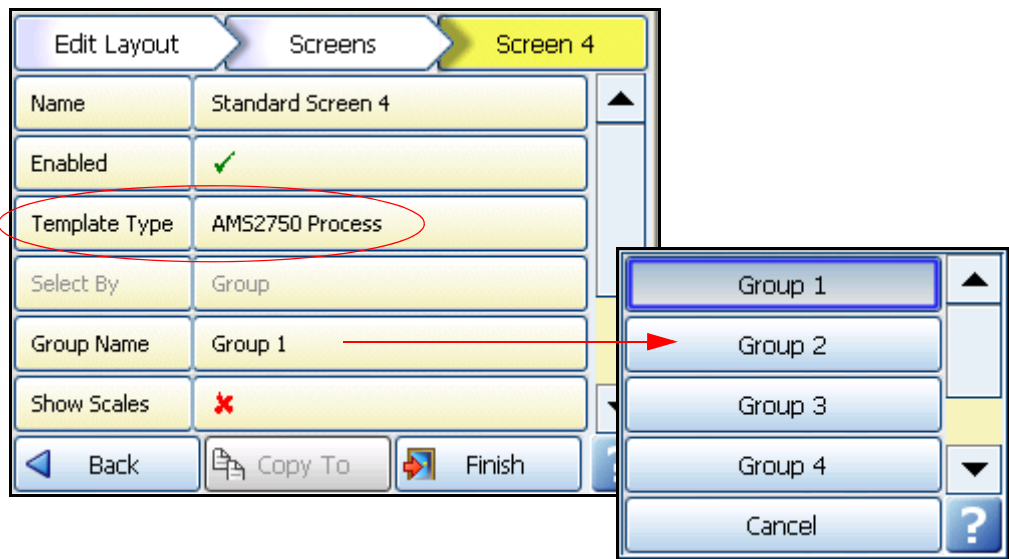 Edit Layout Screens Screen 4
Name Standard Screen 4
Enabled
Template Type AMS2750 Process
Select By Group
Group Name Group 1
Show Scales
Back Copy To Finish ?
Group 1
Group 2
Group 3
Group 4
Cancel ?